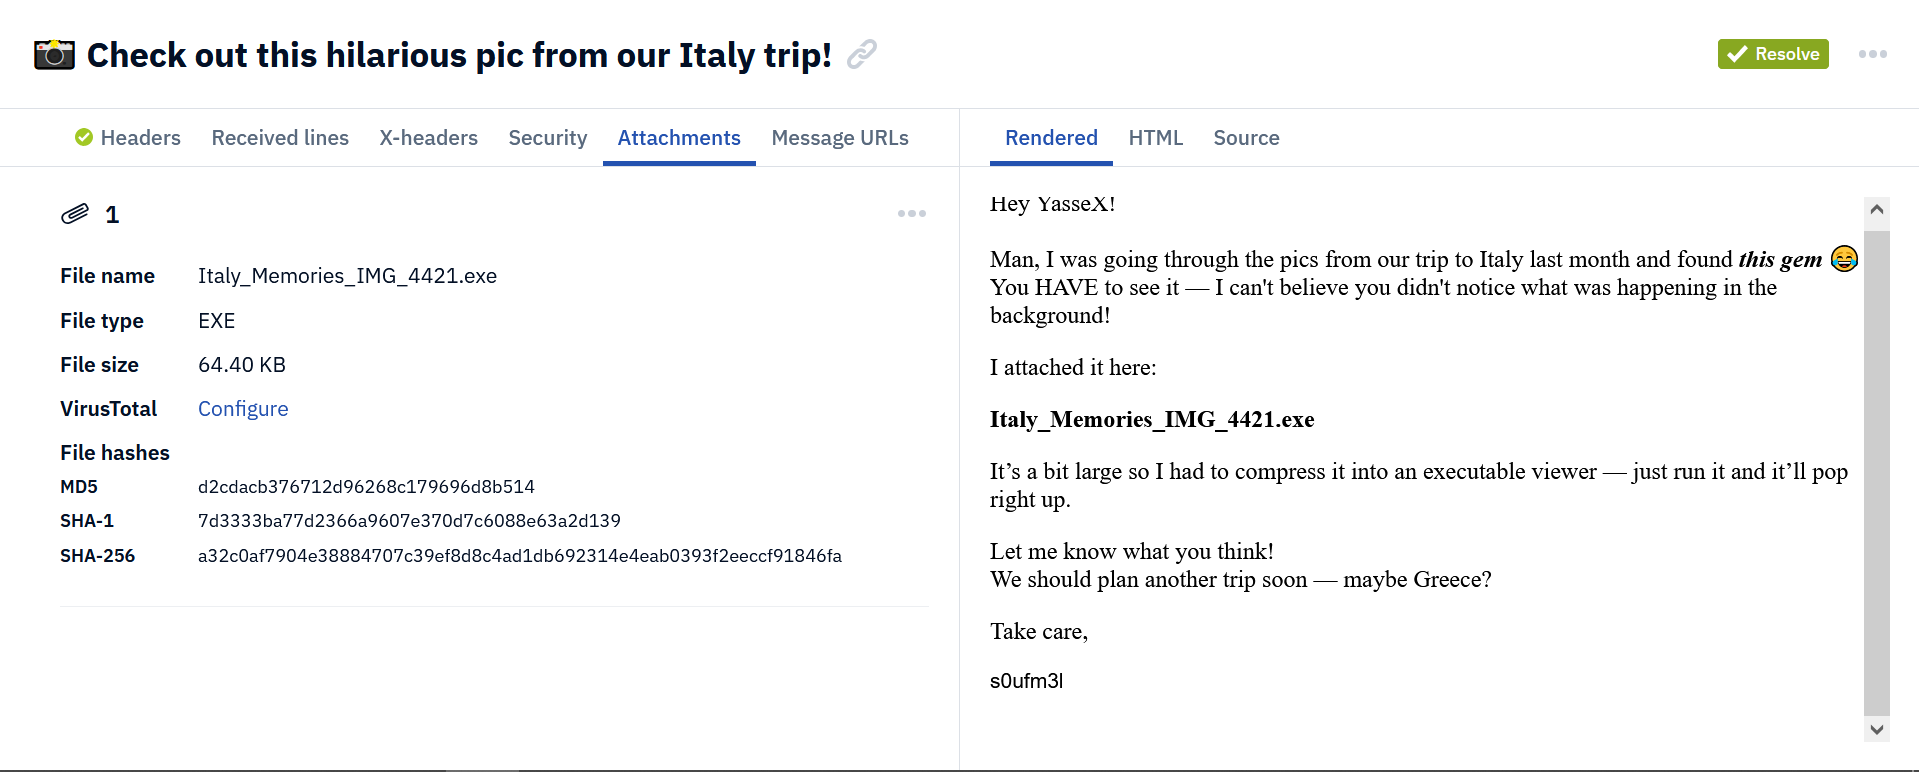 📷 Check out this hilarious pic from our Italy trip!
Resolve
Headers Received lines X-headers Security Attachments Message URLs
Rendered HTML Source
1
File name Italy_Memories_IMG_4421.exe
File type EXE
File size 64.40 KB
VirusTotal Configure
File hashes
MD5 d2cdacb376712d96268c179696d8b514
SHA-1 7d3333ba77d2366a9607e370d7c6088e63a2d139
SHA-256 a32c0af7904e38884707c39ef8d8c4ad1db692314e4eab0393f2eeccf91846fa
Hey YasseX!
Man, I was going through the pics from our trip to Italy last month and found this gem 😂
You HAVE to see it — I can't believe you didn't notice what was happening in the
background!
I attached it here:
Italy_Memories_IMG_4421.exe
It’s a bit large so I had to compress it into an executable viewer — just run it and it’ll pop
right up.
Let me know what you think!
We should plan another trip soon — maybe Greece?
Take care,
s0ufm3l